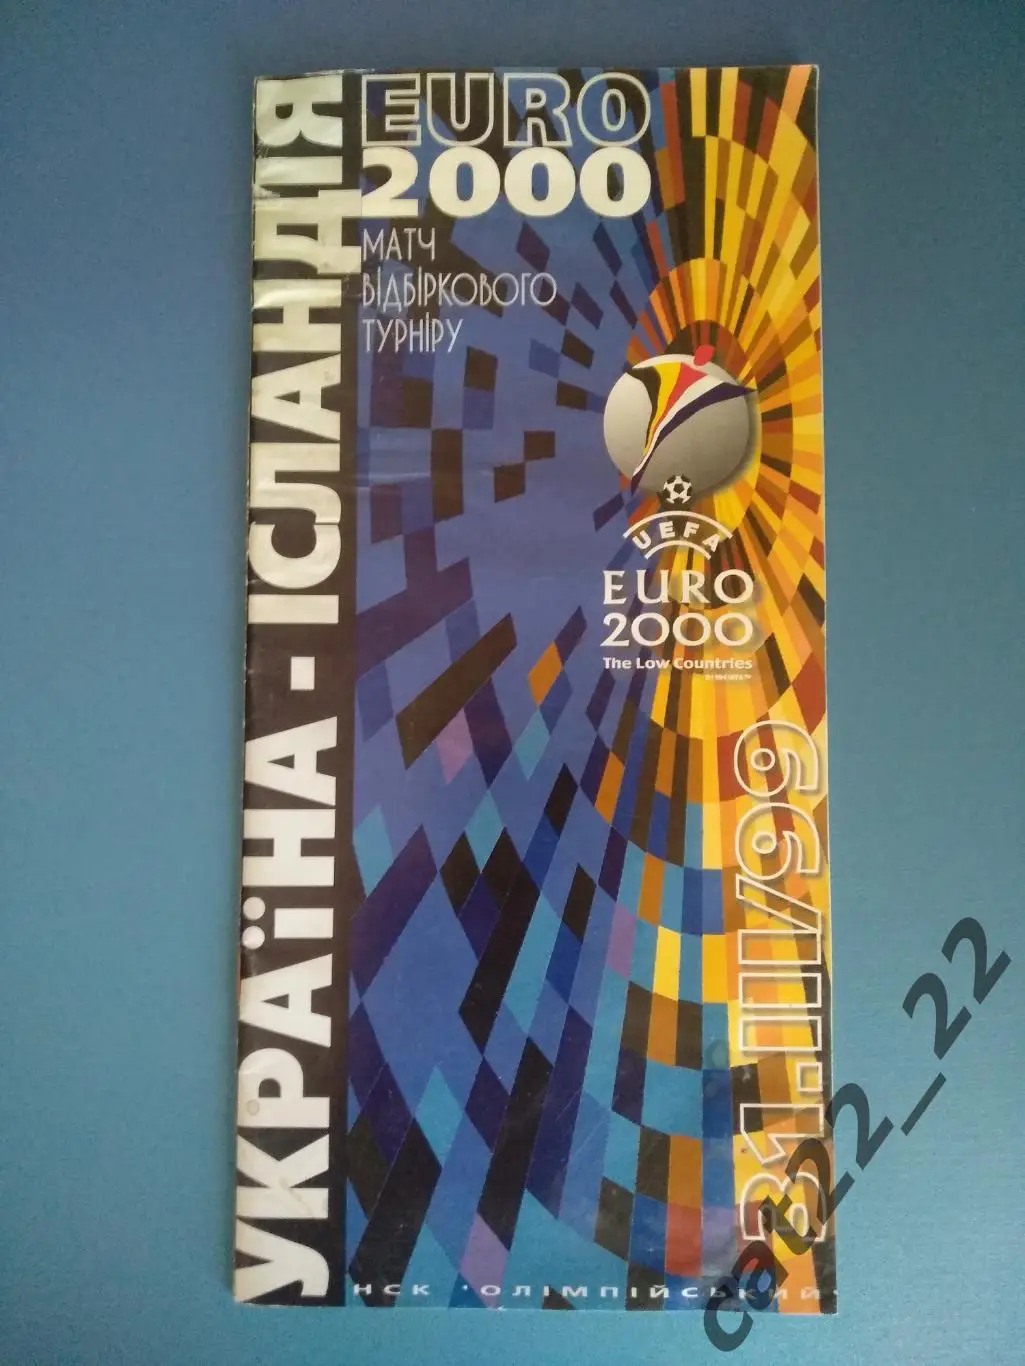 УКРАЇНА - ІСЛАНДІЯ
EURO
2000
МАТЧ
ВІДБІРКОВОГО
ТУРНІРУ
UEFA
EURO
2000
The Low Countries
31.III/99
НСК "ОЛІМПІЙСЬКИЙ"
cat22_22